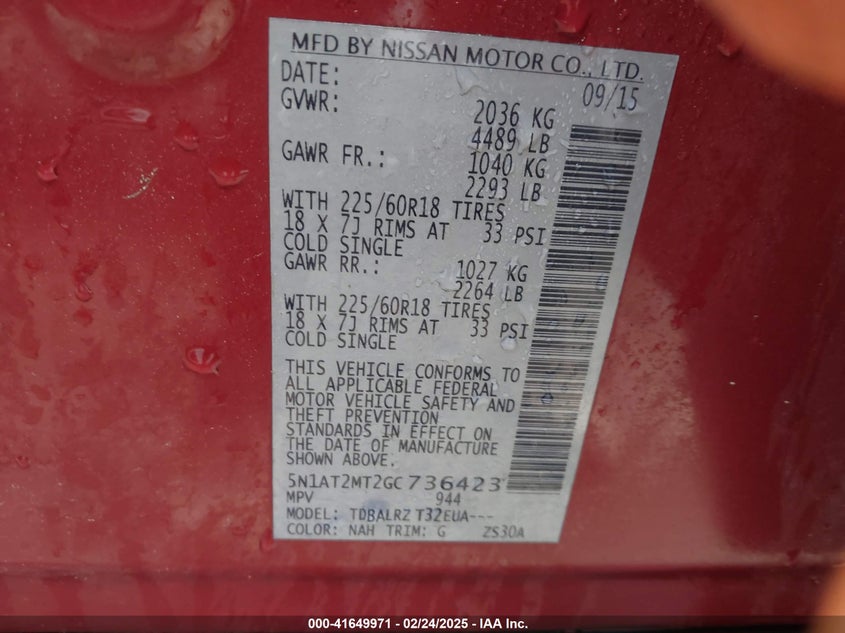 MFD BY NISSAN MOTOR CO., LTD.
DATE: 09/15
GVWR: 2036 KG
4489 LB
GAWR FR.: 1040 KG
2293 LB
WITH 225/60R18 TIRES
18 X 7J RIMS AT 33 PSI
COLD SINGLE
GAWR RR.: 1027 KG
2264 LB
WITH 225/60R18 TIRES
18 X 7J RIMS AT 33 PSI
COLD SINGLE
THIS VEHICLE CONFORMS TO
ALL APPLICABLE FEDERAL
MOTOR VEHICLE SAFETY AND
THEFT PREVENTION
STANDARDS IN EFFECT ON
THE DATE OF MANUFACTURE
SHOWN ABOVE.
5N1AT2MT2GC736423
MPV 944
MODEL: TDBALRZ T32EUA---
COLOR: NAH TRIM: G ZS30A
000-41649971 - 02/24/2025 - IAA Inc.